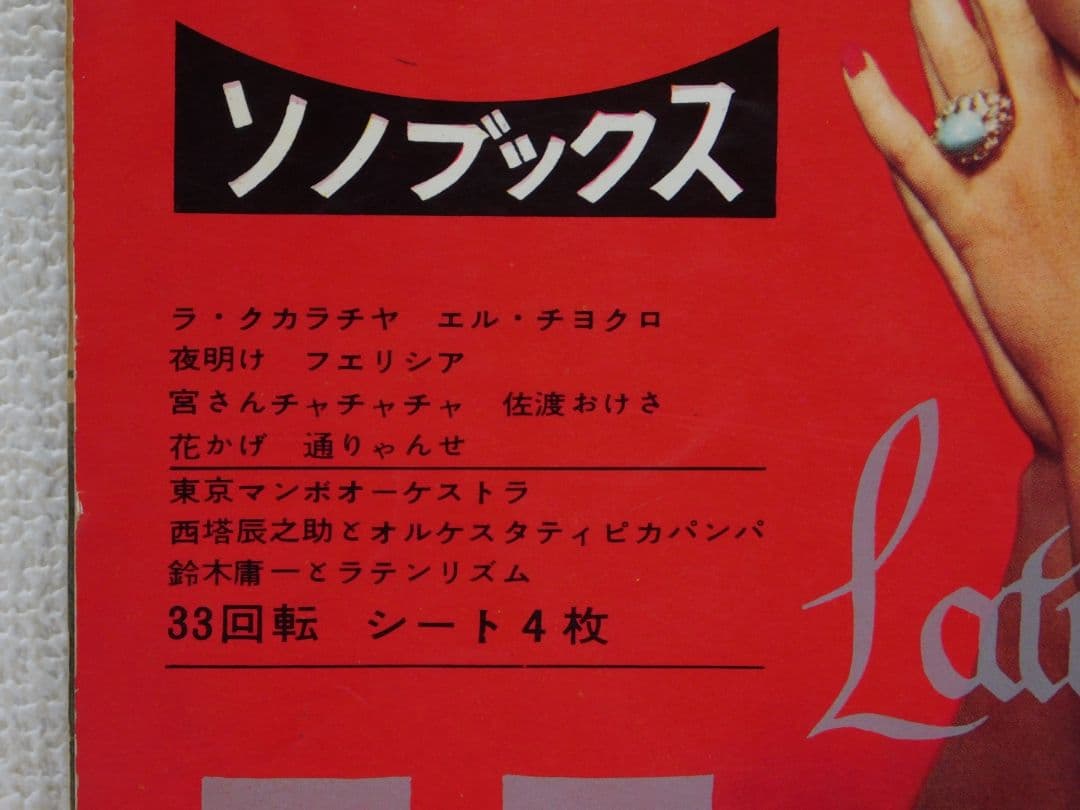 ソノブックス
ラ・クカラチヤ　エル・チヨクロ
夜明け　フエリシア
宮さんチャチャチャ　佐渡おけさ
花かげ　通りゃんせ
東京マンボオーケストラ
西塔辰之助とオルケスタティピカパンパ
鈴木庸一とラテンリズム
33回転　シート4枚